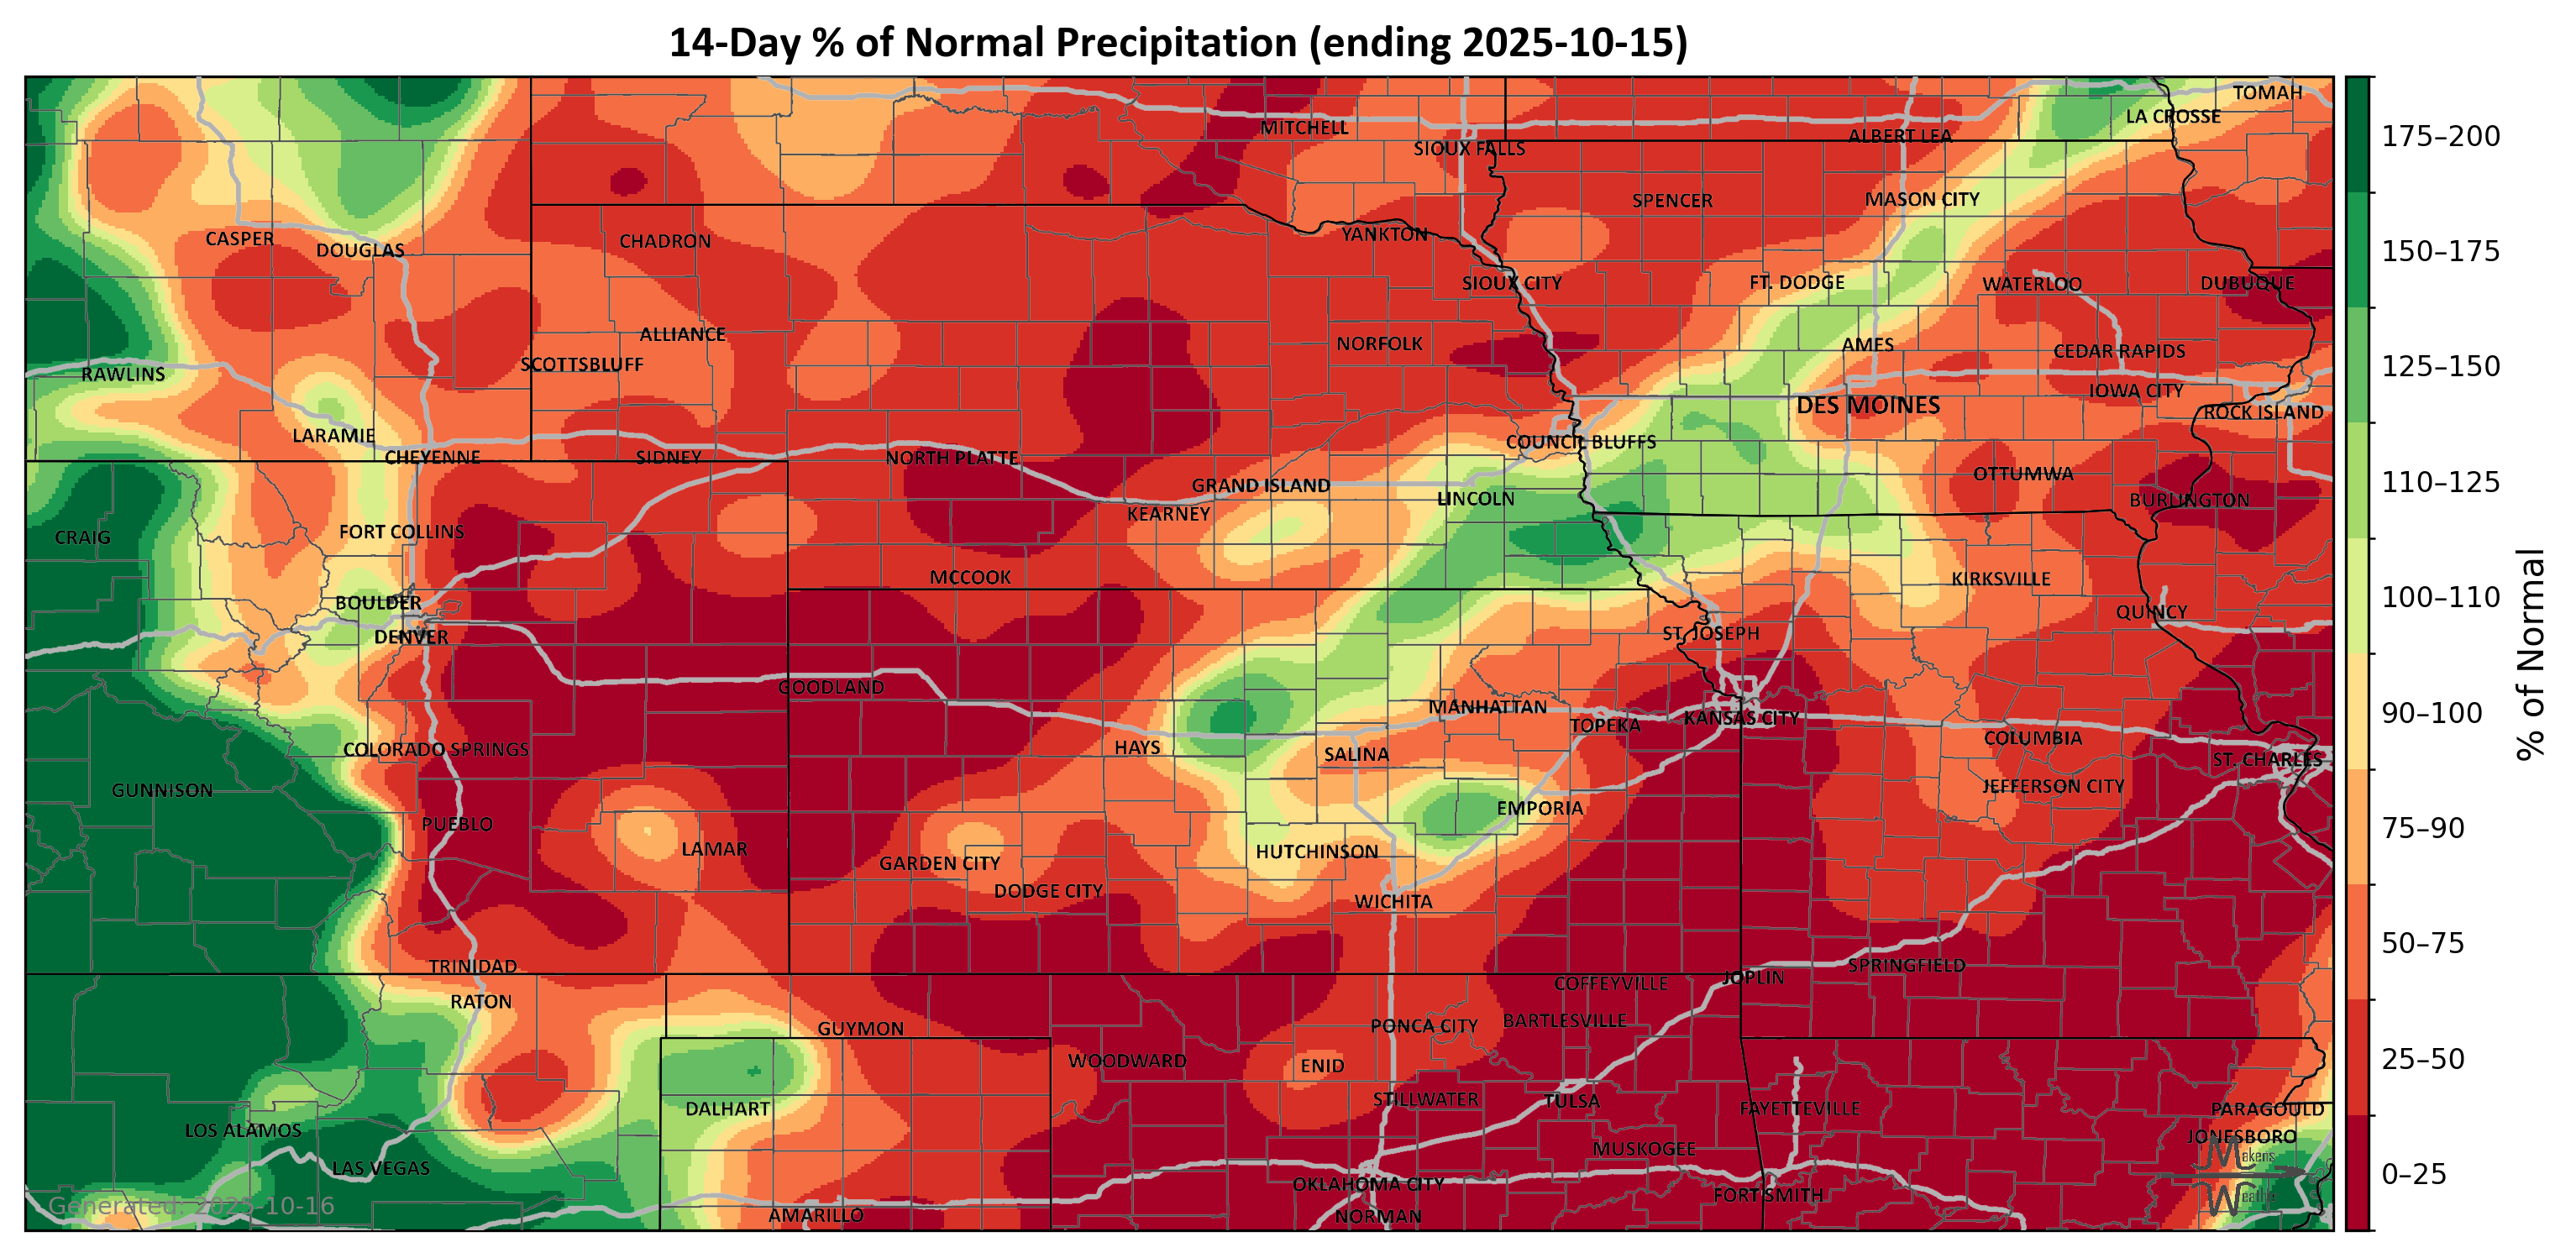 14-Day % of Normal Precipitation (ending 2025-10-15)
TOMAH
LA CROSSE
MITCHELL
ALBERT LEA
SIOUX FALLS
SPENCER
MASON CITY
YANKTON
CASPER
CHADRON
DOUGLAS
SIOUX CITY
FT. DODGE
WATERLOO
DUBUQUE
ALLIANCE
NORFOLK
AMES
CEDAR RAPIDS
SCOTTSBLUFF
RAWLINS
IOWA CITY
DES MOINES
ROCK ISLAND
LARAMIE
COUNCIL BLUFFS
CHEYENNE
SIDNEY
NORTH PLATTE
OTTUMWA
GRAND ISLAND
LINCOLN
BURLINGTON
KEARNEY
FORT COLLINS
CRAIG
MCCOOK
KIRKSVILLE
BOULDER
QUINCY
DENVER
ST. JOSEPH
GOODLAND
MANHATTAN
KANSAS CITY
TOPEKA
COLUMBIA
COLORADO SPRINGS
HAYS
SALINA
ST. CHARLES
GUNNISON
JEFFERSON CITY
EMPORIA
PUEBLO
LAMAR
HUTCHINSON
GARDEN CITY
DODGE CITY
WICHITA
TRINIDAD
SPRINGFIELD
JOPLIN
COFFEYVILLE
RATON
BARTLESVILLE
GUYMON
PONCA CITY
WOODWARD
ENID
STILLWATER
TULSA
DALHART
FAYETTEVILLE
PARAGOULD
LOS ALAMOS
JONESBORO
MUSKOGEE
LAS VEGAS
OKLAHOMA CITY
FORT SMITH
AMARILLO
NORMAN
Generated: 2025-10-16
Makens
Weather
175–200
150–175
125–150
110–125
100–110
90–100
75–90
50–75
25–50
0–25
% of Normal